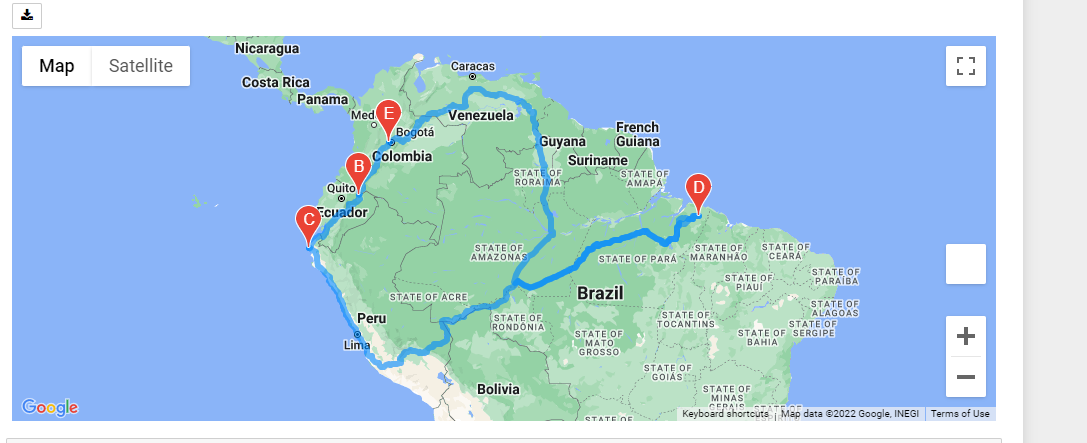 Nicaragua
Map
Satellite
Costa Rica
Caracas
Panama
Med
E
Venezuela
Bogotá
Guyana
French
Guiana
Colombia
Suriname
B
STATE OF
RORAIMA
STATE OF
AMAPÁ
Quito
D
Ecuador
C
STATE OF
AMAZONAS
STATE OF PARÁ
STATE OF
MARANHÃO
STATE OF
CEARÁ
STATE OF
PARAÍBA
STATE OF
PIAUÍ
STATE OF ACRE
Brazil
STATE OF
ALAGOAS
Peru
STATE OF
RONDÔNIA
STATE OF
TOCANTINS
STATE OF
SERGIPE
Lima
STATE OF
MATO
GROSSO
STATE OF
BAHIA
STATE OF
GOIÁS
Bolivia
STATE OF
MINAS
GERAIS
STATE OF
Google
Keyboard shortcuts
Map data ©2022 Google, INEGI
Terms of Use